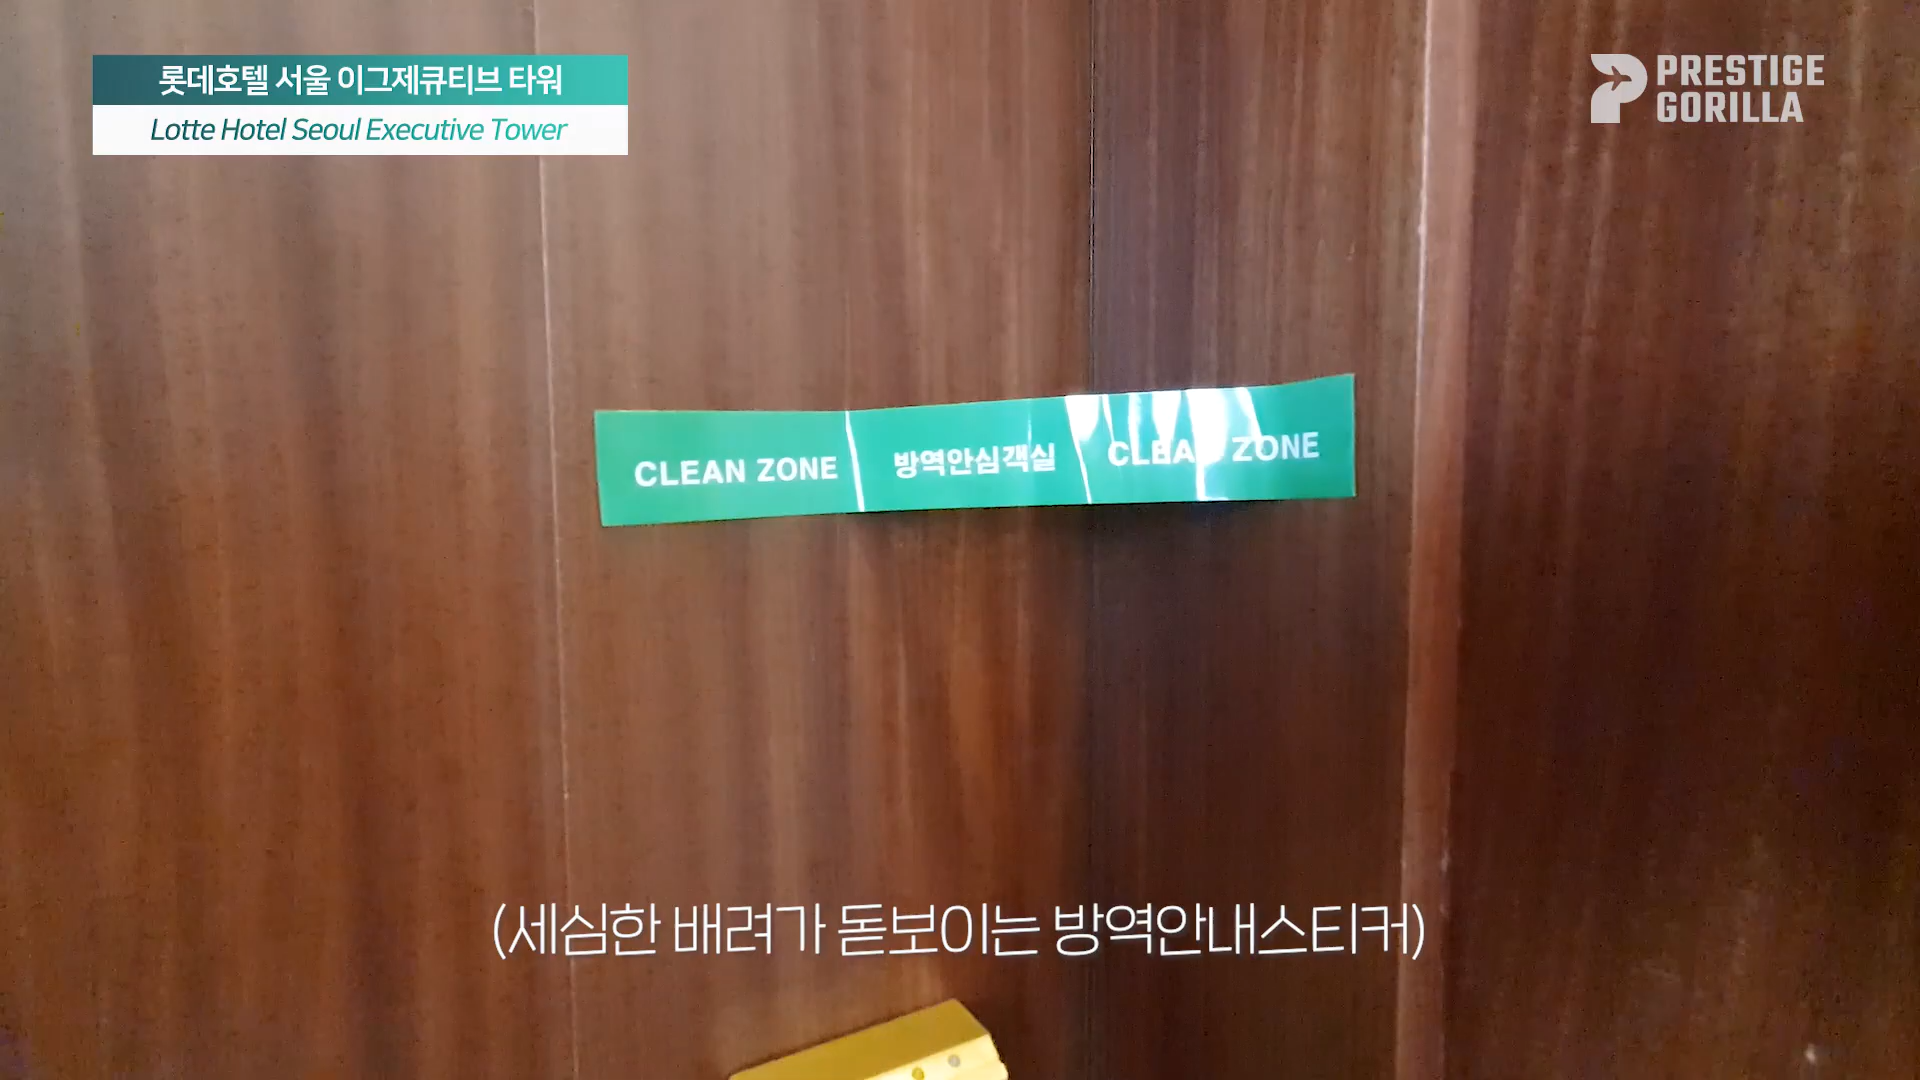 롯데호텔 서울 이그제큐티브 타워
Lotte Hotel Seoul Executive Tower
PRESTIGE
GORILLA
CLEAN ZONE 방역안심객실 CLEAN ZONE
(세심한 배려가 돋보이는 방역안내스티커)